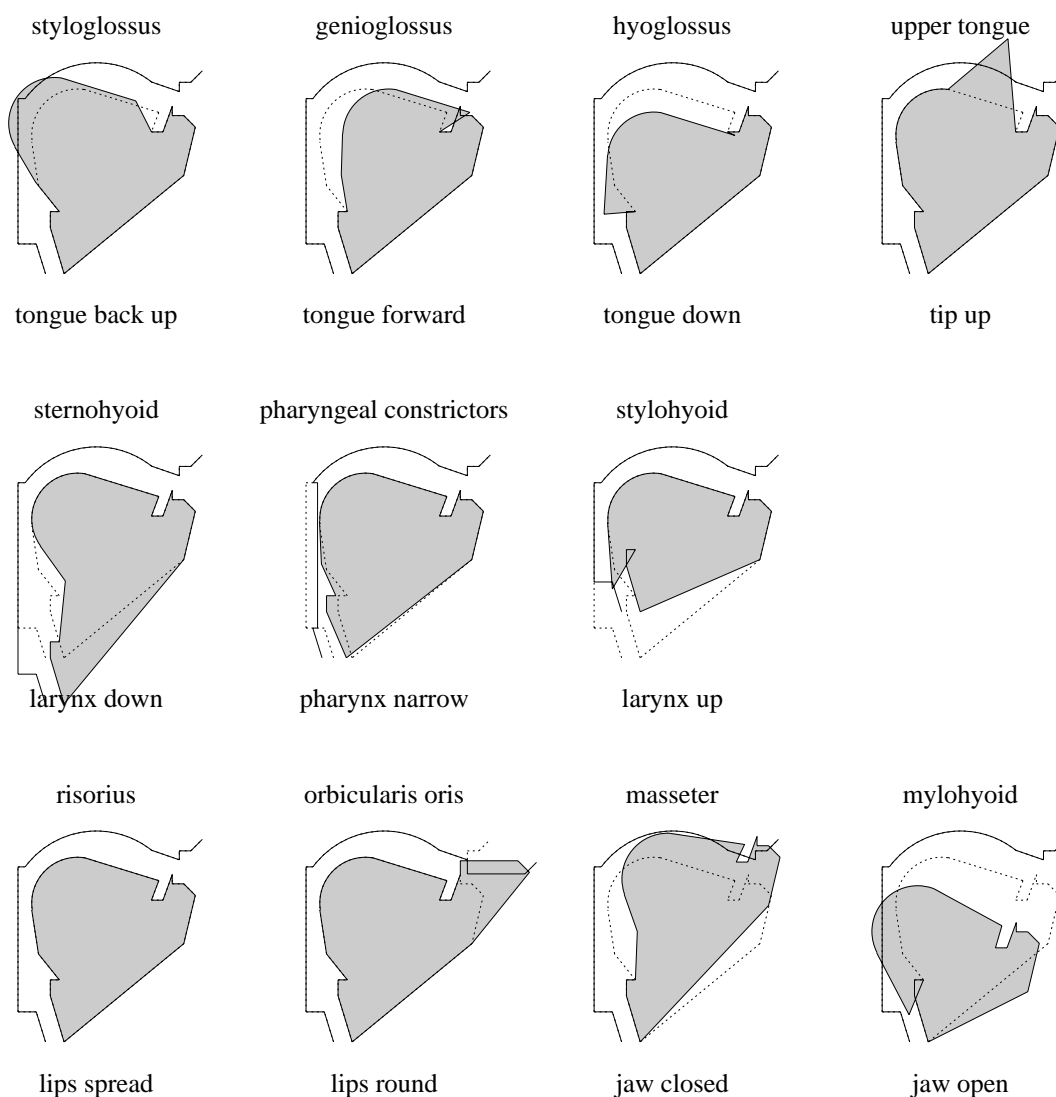 styloglossus genioglossus hyoglossus upper tongue
tongue back up tongue forward tongue down tip up
sternohyoid pharyngeal constrictors stylohyoid
larynx down pharynx narrow larynx up
risorius orbicularis oris masseter mylohyoid
lips spread lips round jaw closed jaw open